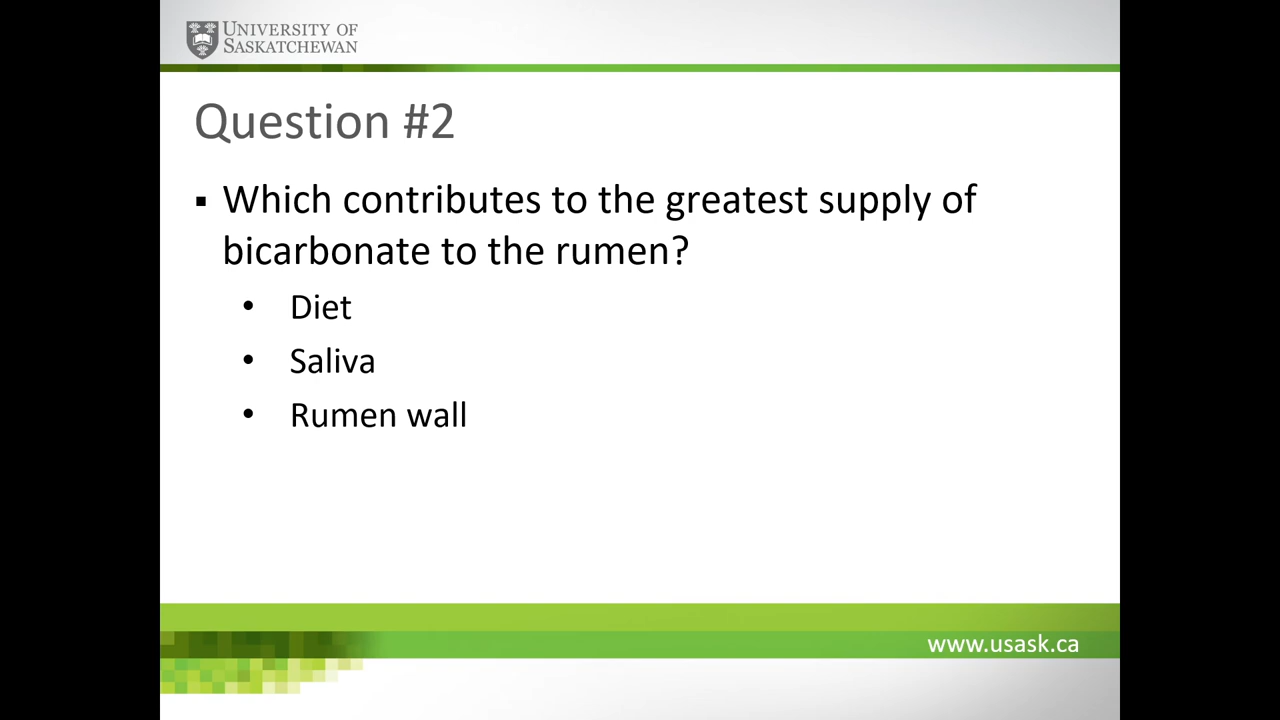 UNIVERSITY OF
SASKATCHEWAN
Question #2
▪ Which contributes to the greatest supply of
bicarbonate to the rumen?
• Diet
• Saliva
• Rumen wall
www.usask.ca